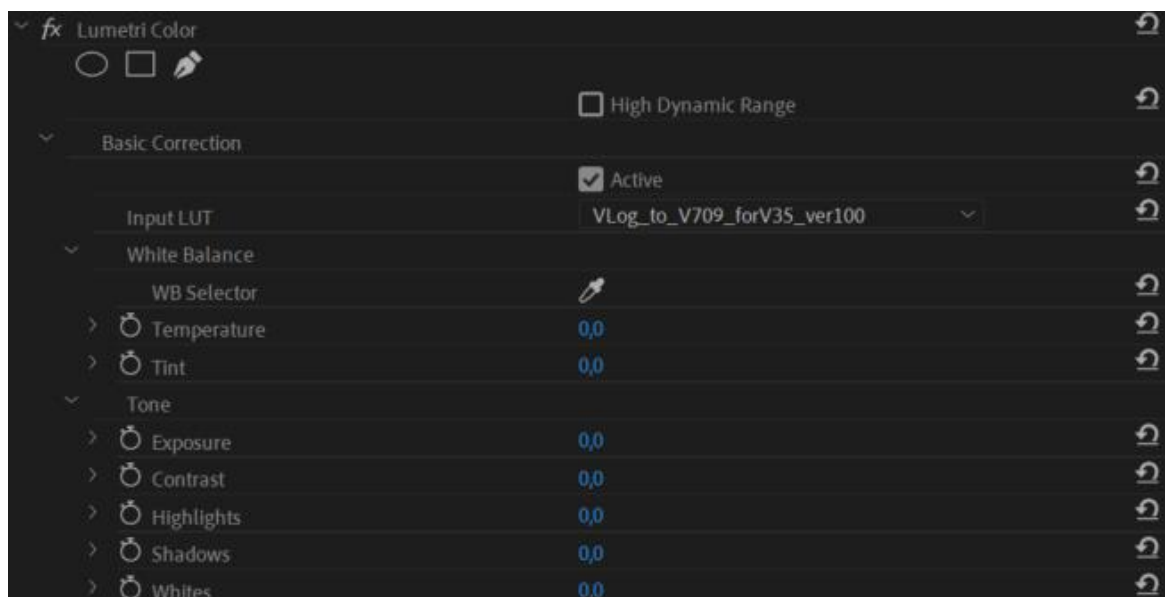 fx Lumetri Color
High Dynamic Range
Basic Correction
Active
Input LUT VLog_to_V709_forV35_ver100
White Balance
WB Selector
Temperature 0,0
Tint 0,0
Tone
Exposure 0,0
Contrast 0,0
Highlights 0,0
Shadows 0,0
Whites 0,0